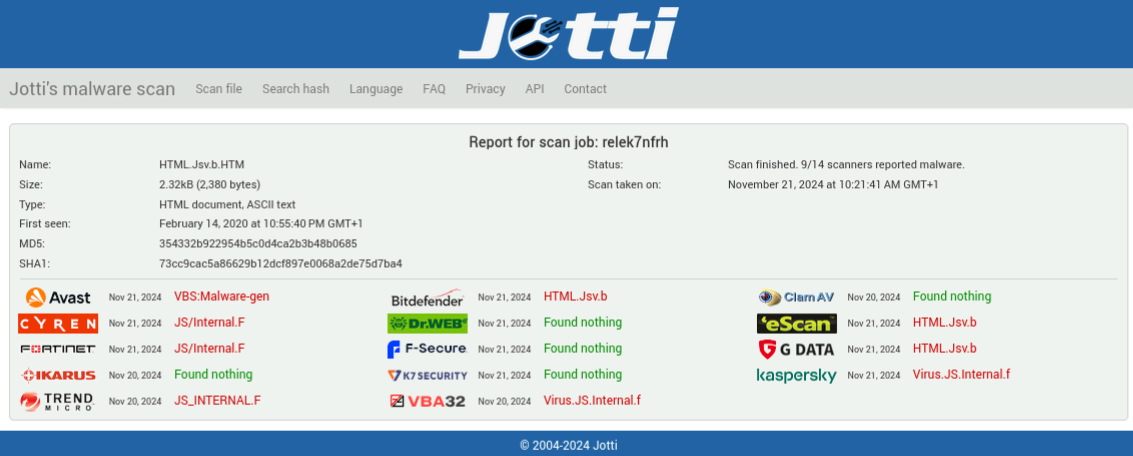 Jotti
Jotti's malware scan Scan file Search hash Language FAQ Privacy API Contact
Report for scan job: relek7nfrh
Name: HTML.Jsv.b.HTM Status: Scan finished. 9/14 scanners reported malware.
Size: 2.32kB (2,380 bytes) Scan taken on: November 21, 2024 at 10:21:41 AM GMT+1
Type: HTML document, ASCII text
First seen: February 14, 2020 at 10:55:40 PM GMT+1
MD5: 354332b922954b5c0d4ca2b3b48b0685
SHA1: 73cc9cac5a86629b12dcf897e0068a2de75d7ba4
Avast Nov 21, 2024 VBS:Malware-gen Bitdefender Nov 21, 2024 HTML.Jsv.b ClamAV Nov 20, 2024 Found nothing
CYREN Nov 21, 2024 JS/Internal.F Dr.WEB Nov 21, 2024 Found nothing eScan Nov 21, 2024 HTML.Jsv.b
FORTINET Nov 21, 2024 JS/Internal.F F-Secure Nov 21, 2024 Found nothing G DATA Nov 21, 2024 HTML.Jsv.b
IKARUS Nov 20, 2024 Found nothing K7 SECURITY Nov 21, 2024 Found nothing kaspersky Nov 21, 2024 Virus.JS.Internal.f
TREND MICRO Nov 20, 2024 JS_INTERNAL.F VBA32 Nov 20, 2024 Virus.JS.Internal.f
© 2004-2024 Jotti